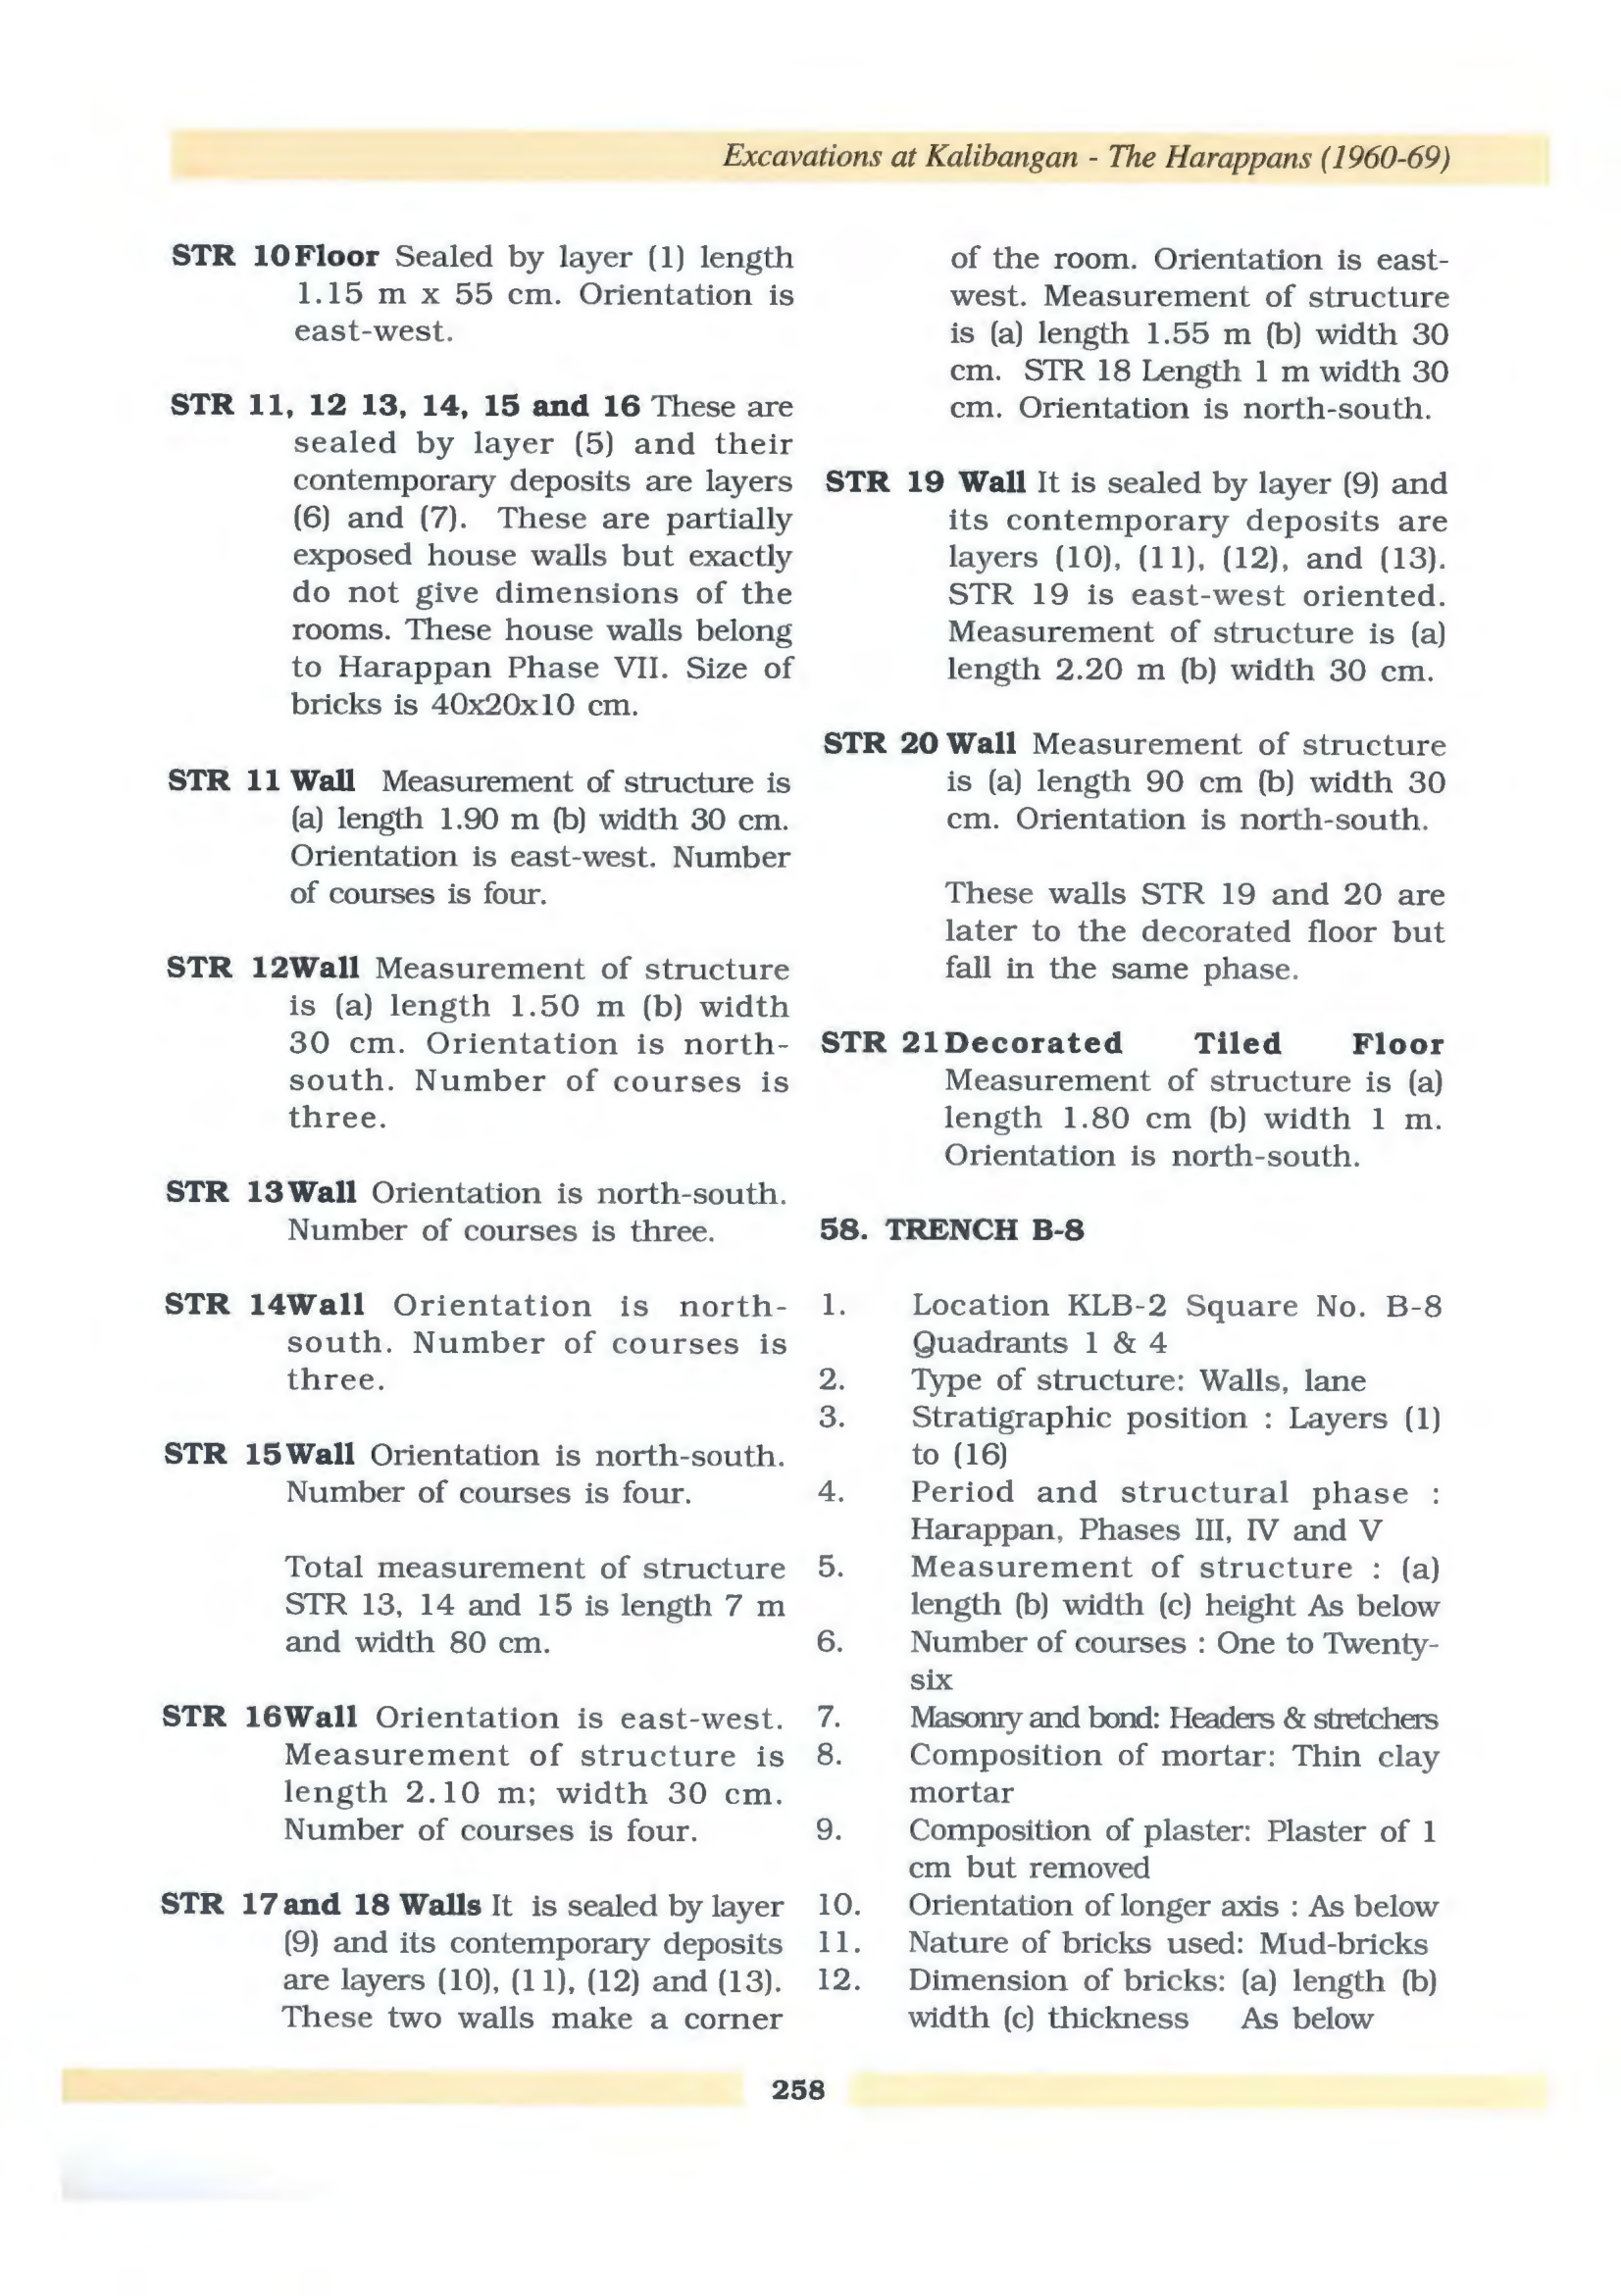 Excavations at Kalibangan - The Harappans (1960-69)
STR 10 Floor Sealed by layer (1) length
1.15 m x 55 cm. Orientation is
east-west.
STR 11, 12 13, 14, 15 and 16 These are
sealed by layer (5) and their
contemporary deposits are layers
(6) and (7). These are partially
exposed house walls but exactly
do not give dimensions of the
rooms. These house walls belong
to Harappan Phase VII. Size of
bricks is 40x20x10 cm.
STR 11 Wall Measurement of structure is
(a) length 1.90 m (b) width 30 cm.
Orientation is east-west. Number
of courses is four.
STR 12Wall Measurement of structure
is (a) length 1.50 m (b) width
30 cm. Orientation is north-
south. Number of courses is
three.
STR 13Wall Orientation is north-south.
Number of courses is three.
STR 14Wall Orientation is north-
south. Number of courses is
three.
STR 15Wall Orientation is north-south.
Number of courses is four.
Total measurement of structure
STR 13, 14 and 15 is length 7 m
and width 80 cm.
STR 16Wall Orientation is east-west.
Measurement of structure is
length 2.10 m; width 30 cm.
Number of courses is four.
STR 17and 18 Walls It is sealed by layer
(9) and its contemporary deposits
are layers (10), (11), (12) and (13).
These two walls make a corner
of the room. Orientation is east-
west. Measurement of structure
is (a) length 1.55 m (b) width 30
cm. STR 18 Length 1 m width 30
cm. Orientation is north-south.
STR 19 Wall It is sealed by layer (9) and
its contemporary deposits are
layers (10), (11), (12), and (13).
STR 19 is east-west oriented.
Measurement of structure is (a)
length 2.20 m (b) width 30 cm.
STR 20 Wall Measurement of structure
is (a) length 90 cm (b) width 30
cm. Orientation is north-south.
These walls STR 19 and 20 are
later to the decorated floor but
fall in the same phase.
STR 21Decorated Tiled Floor
Measurement of structure is (a)
length 1.80 cm (b) width 1 m.
Orientation is north-south.
58. TRENCH B-8
1. Location KLB-2 Square No. B-8
Quadrants 1 & 4
2. Type of structure: Walls, lane
3. Stratigraphic position : Layers (1)
to (16)
4. Period and structural phase :
Harappan, Phases III, IV and V
5. Measurement of structure : (a)
length (b) width (c) height As below
6. Number of courses : One to Twenty-
six
7. Masonry and bond: Headers & stretchers
8. Composition of mortar: Thin clay
mortar
9. Composition of plaster: Plaster of 1
cm but removed
10. Orientation of longer axis : As below
11. Nature of bricks used: Mud-bricks
12. Dimension of bricks: (a) length (b)
width (c) thickness As below
258